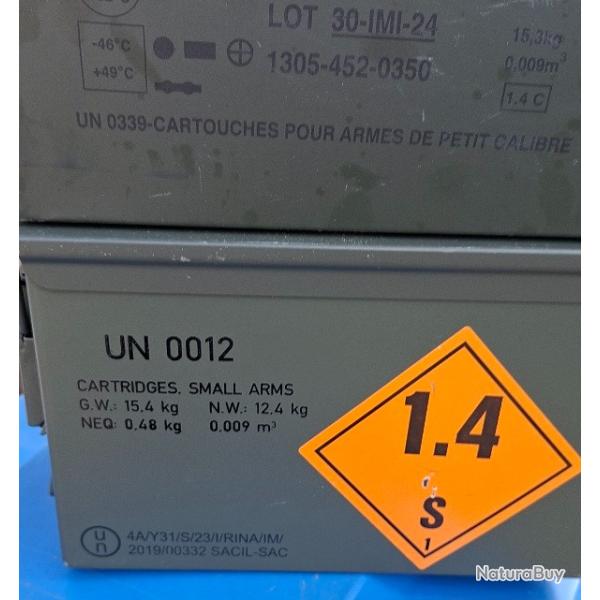 LOT 30-IMI-24
-46°C
+49°C
1305-452-0350
15,3kg
0,009m³
1.4 C
UN 0339-CARTOUCHES POUR ARMES DE PETIT CALIBRE
UN 0012
CARTRIDGES, SMALL ARMS
G.W.: 15,4 kg N.W.: 12,4 kg
NEQ: 0,48 kg 0,009 m³
1.4
S
1
un
4A/Y31/S/23/I/RINA/IM/
2019/00332 SACIL-SAC
NaturaBuy